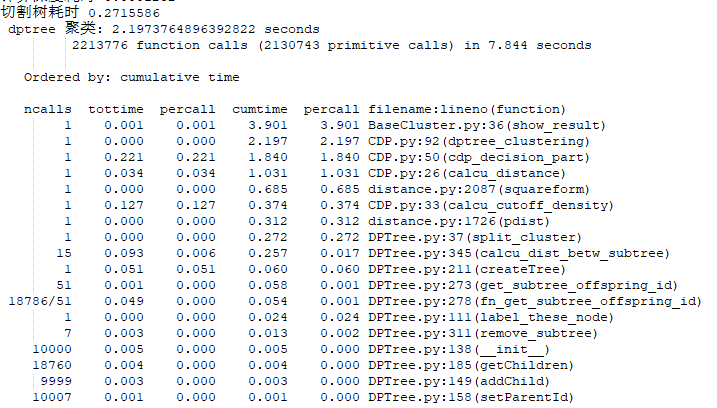 切割树耗时 0.2715586
dptree 聚类: 2.1973764896392822 seconds
2213776 function calls (2130743 primitive calls) in 7.844 seconds
Ordered by: cumulative time
ncalls tottime percall cumtime percall filename:lineno(function)
1 0.001 0.001 3.901 3.901 BaseCluster.py:36(show_result)
1 0.000 0.000 2.197 2.197 CDP.py:92(dptree_clustering)
1 0.221 0.221 1.840 1.840 CDP.py:50(cdp_decision_part)
1 0.034 0.034 1.031 1.031 CDP.py:26(calcu_distance)
1 0.000 0.000 0.685 0.685 distance.py:2087(squareform)
1 0.127 0.127 0.374 0.374 CDP.py:33(calcu_cutoff_density)
1 0.000 0.000 0.312 0.312 distance.py:1726(pdist)
1 0.000 0.000 0.272 0.272 DPTree.py:37(split_cluster)
15 0.093 0.006 0.257 0.017 DPTree.py:345(calcu_dist_betw_subtree)
1 0.051 0.051 0.060 0.060 DPTree.py:211(createTree)
51 0.001 0.000 0.058 0.001 DPTree.py:273(get_subtree_offspring_id)
18786/51 0.049 0.000 0.054 0.001 DPTree.py:278(fn_get_subtree_offspring_id)
1 0.000 0.000 0.024 0.024 DPTree.py:111(label_these_node)
7 0.003 0.000 0.013 0.002 DPTree.py:311(remove_subtree)
10000 0.005 0.000 0.005 0.000 DPTree.py:138(__init__)
18760 0.004 0.000 0.004 0.000 DPTree.py:185(getChildren)
9999 0.003 0.000 0.003 0.000 DPTree.py:149(addChild)
10007 0.001 0.000 0.001 0.000 DPTree.py:158(setParentId)